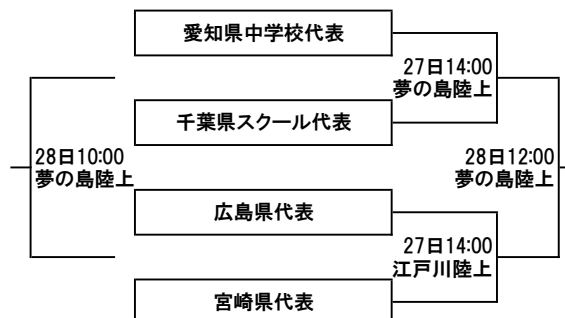 愛知県中学校代表
27日14:00
夢の島陸上
千葉県スクール代表
28日10:00
夢の島陸上
28日12:00
夢の島陸上
広島県代表
27日14:00
江戸川陸上
宮崎県代表